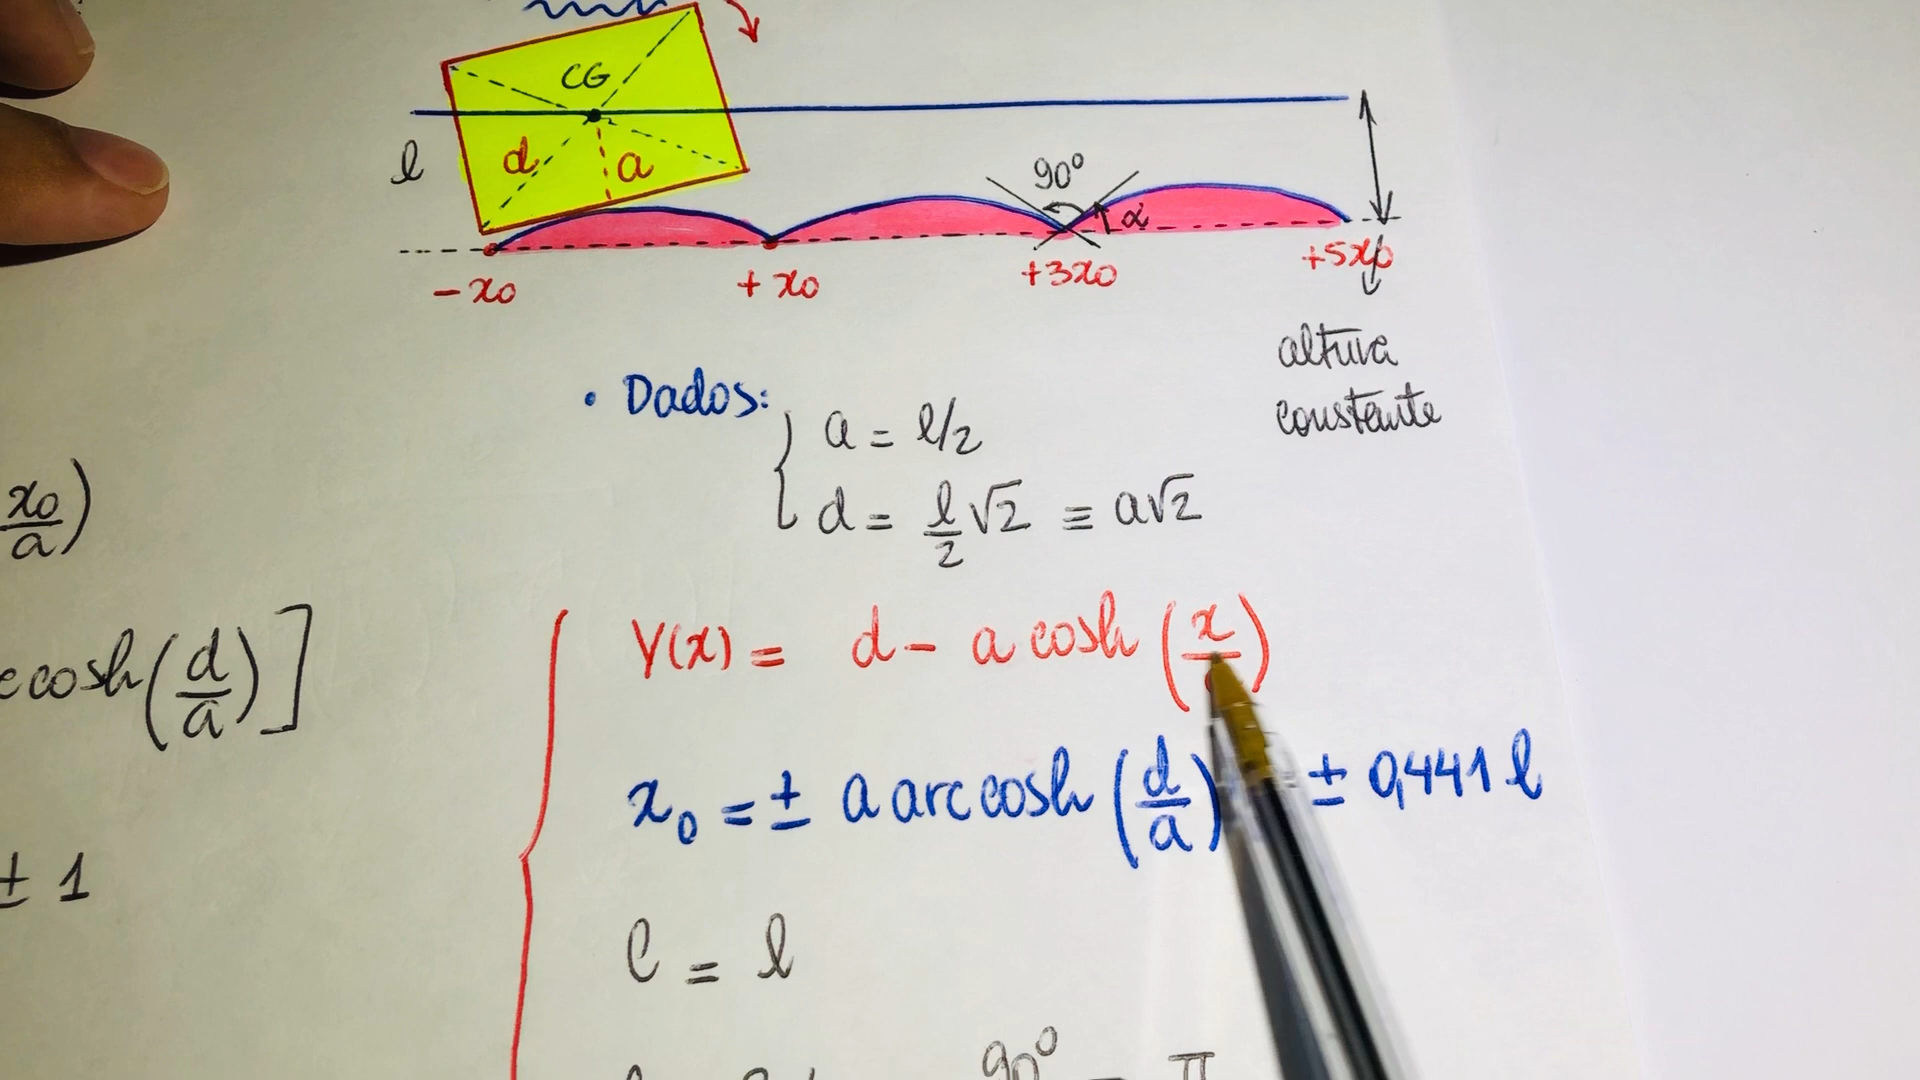 CG
l d a
90°
α
-x₀ +x₀ +3x₀ +5x₀
altura
constante
• Dados:
a = l/2
d = l/2 √2 ≡ a√2
x₀/a)
cosh(d/a)]
Y(x) = d - a cosh (x/
x₀ = ± a arccosh (d/a) ± 0,441 l
± 1
C = l
90° = π